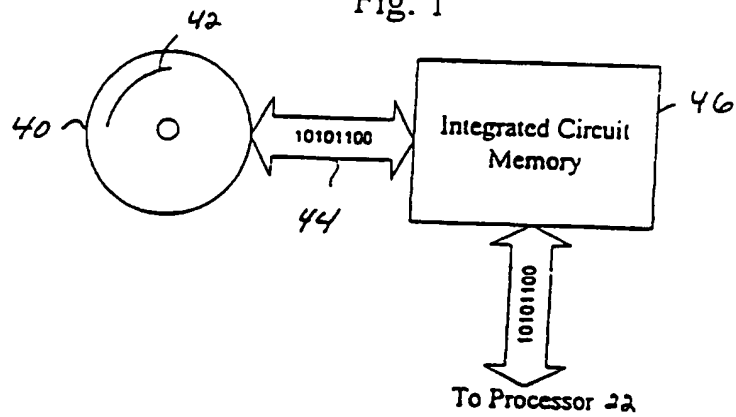 Fig. 1
42
40
10101100
44
Integrated Circuit
Memory
46
10101100
To Processor 22